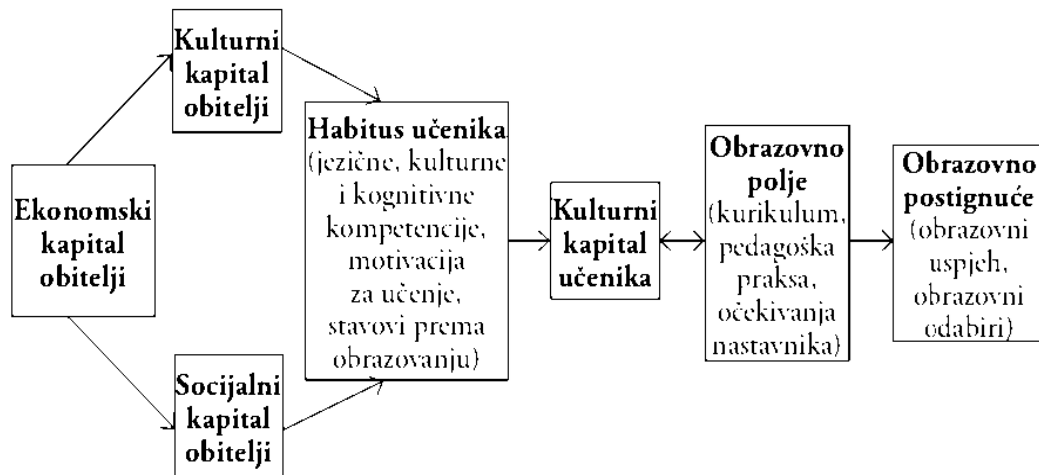 Ekonomski
kapital
obitelji
Kulturni
kapital
obitelji
Socijalni
kapital
obitelji
Habitus učenika
(jezične, kulturne
i kognitivne
kompetencije,
motivacija
za učenje,
stavovi prema
obrazovanju)
Kulturni
kapital
učenika
Obrazovno
polje
(kurikulum,
pedagoška
praksa,
očekivanja
nastavnika)
Obrazovno
postignuće
(obrazovni
uspjeh,
obrazovni
odabiri)